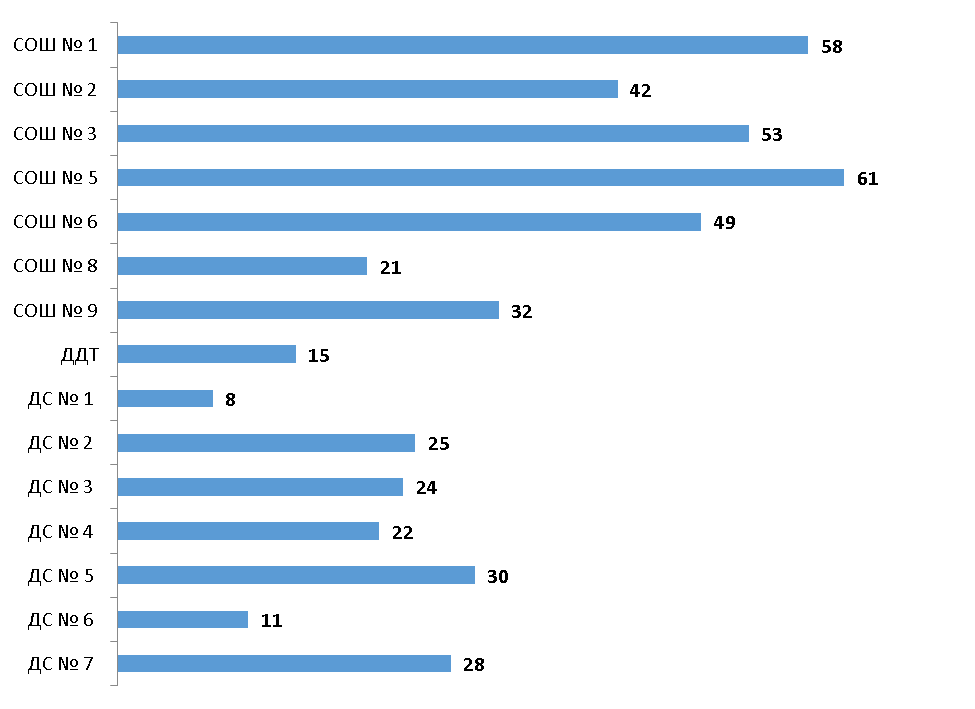 СОШ № 1 58
СОШ № 2 42
СОШ № 3 53
СОШ № 5 61
СОШ № 6 49
СОШ № 8 21
СОШ № 9 32
ДДТ 15
ДС № 1 8
ДС № 2 25
ДС № 3 24
ДС № 4 22
ДС № 5 30
ДС № 6 11
ДС № 7 28